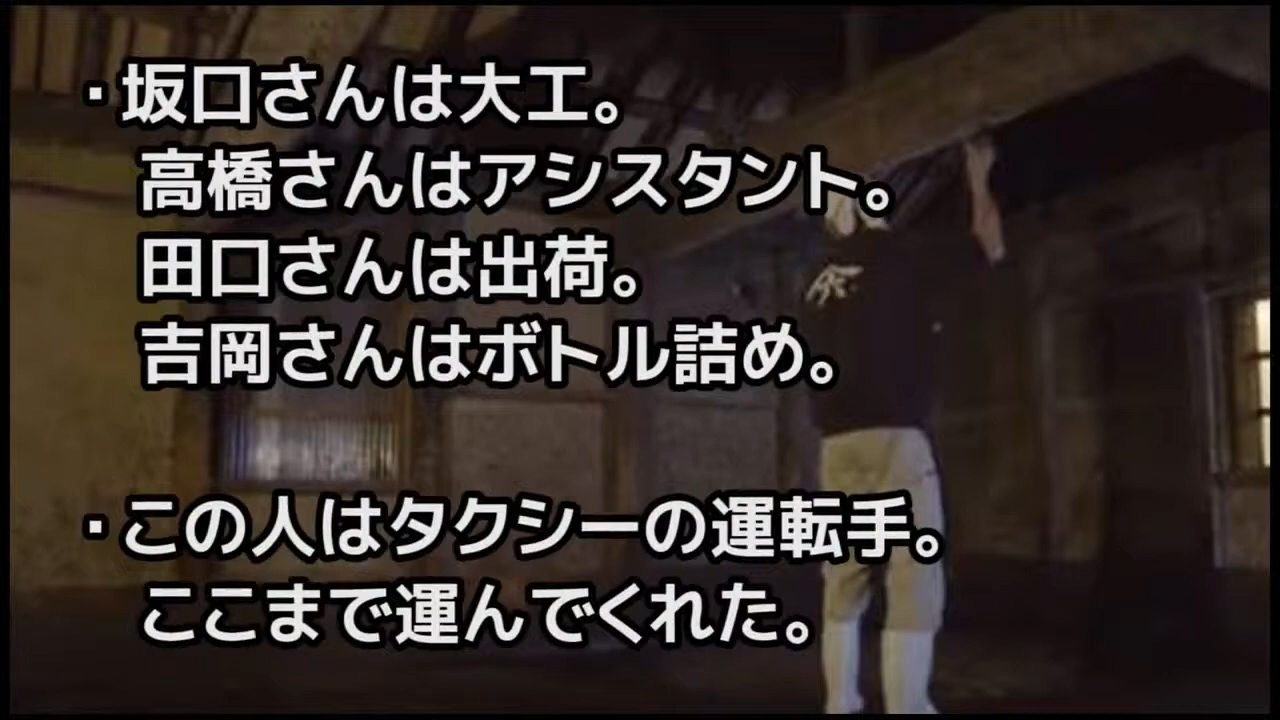 ・坂口さんは大工。
高橋さんはアシスタント。
田口さんは出荷。
吉岡さんはボトル詰め。
・この人はタクシーの運転手。
ここまで運んでくれた。